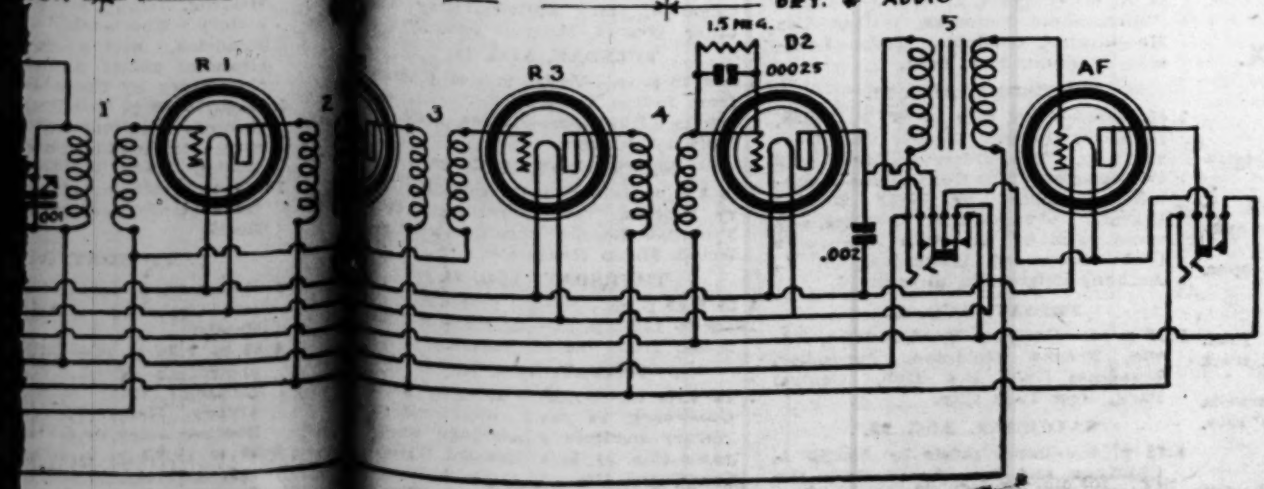 DET. & AUDIO
1.5 MEG.
D2
5
.00025
R 1
R 3
AF
1
2
3
4
.001
.002